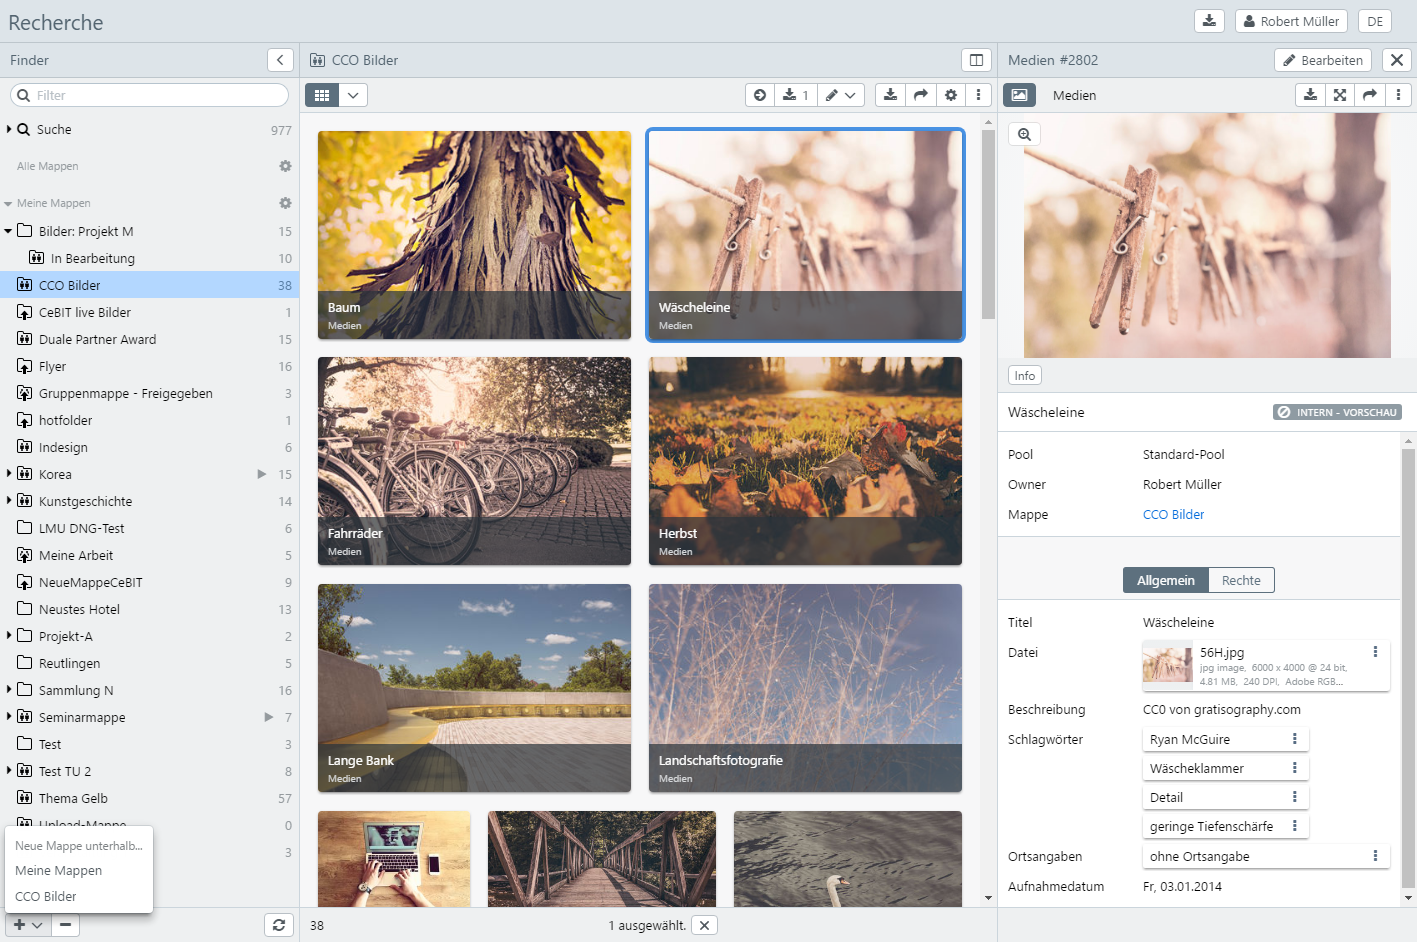 Recherche
Robert Müller
DE
Finder
CCO Bilder
Medien #2802
Bearbeiten
Filter
1
Medien
Suche 977
Alle Mappen
Meine Mappen
Bilder: Projekt M 15
In Bearbeitung 10
CCO Bilder 38
CeBIT live Bilder 1
Duale Partner Award 15
Flyer 16
Gruppenmappe - Freigegeben 3
hotfolder 1
Indesign 6
Korea 15
Kunstgeschichte 14
LMU DNG-Test 6
Meine Arbeit 5
NeueMappeCeBIT 9
Neustes Hotel 13
Projekt-A 2
Reutlingen 5
Sammlung N 16
Seminarmappe 7
Test 3
Test TU 2 8
Thema Gelb 57
Upload-Mappe 0
3
Neue Mappe unterhalb...
Meine Mappen
CCO Bilder
Baum
Medien
Wäscheleine
Medien
Fahrräder
Medien
Herbst
Medien
Lange Bank
Medien
Landschaftsfotografie
Medien
38
1 ausgewählt.
Info
Wäscheleine
INTERN - VORSCHAU
Pool Standard-Pool
Owner Robert Müller
Mappe CCO Bilder
Allgemein Rechte
Titel Wäscheleine
Datei 56H.jpg
jpg image, 6000 x 4000 @ 24 bit,
4.81 MB, 240 DPI, Adobe RGB...
Beschreibung CC0 von gratisography.com
Schlagwörter Ryan McGuire
Wäscheklammer
Detail
geringe Tiefenschärfe
Ortsangaben ohne Ortsangabe
Aufnahmedatum Fr, 03.01.2014